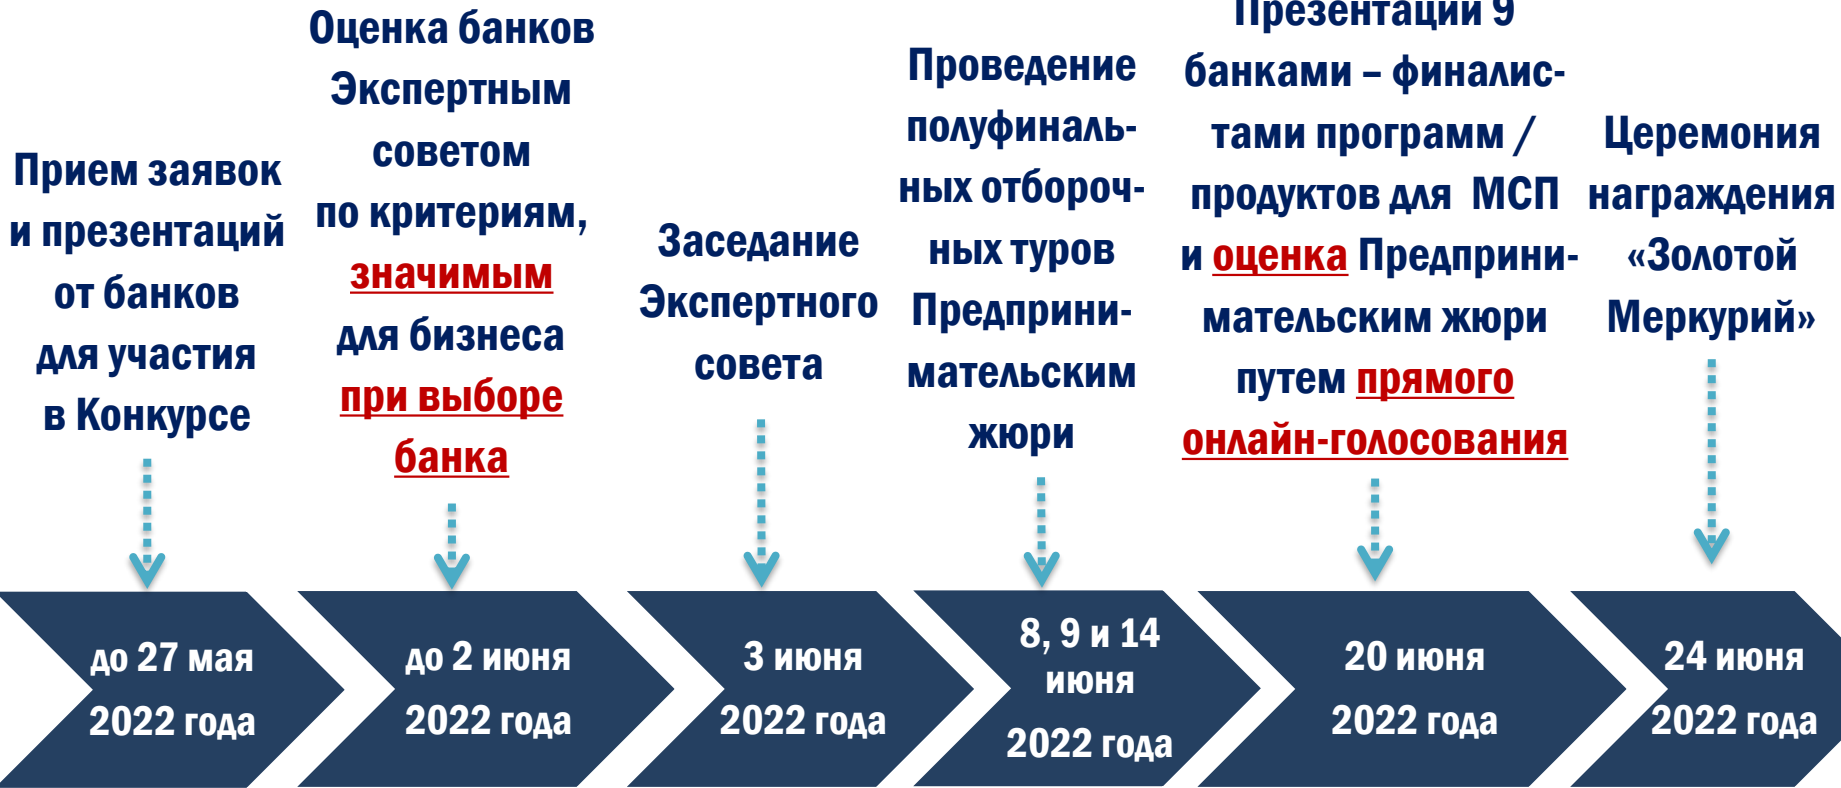 Прием заявок
и презентаций
от банков
для участия
в Конкурсе
Оценка банков
Экспертным
советом
по критериям,
значимым
для бизнеса
при выборе
банка
Заседание
Экспертного
совета
Проведение
полуфиналь-
ных отбороч-
ных туров
Предприни-
мательским
жюри
Презентации 9
банками – финалис-
тами программ /
продуктов для МСП
и оценка Предприни-
мательским жюри
путем прямого
онлайн-голосования
Церемония
награждения
«Золотой
Меркурий»
до 27 мая
2022 года
до 2 июня
2022 года
3 июня
2022 года
8, 9 и 14
июня
2022 года
20 июня
2022 года
24 июня
2022 года